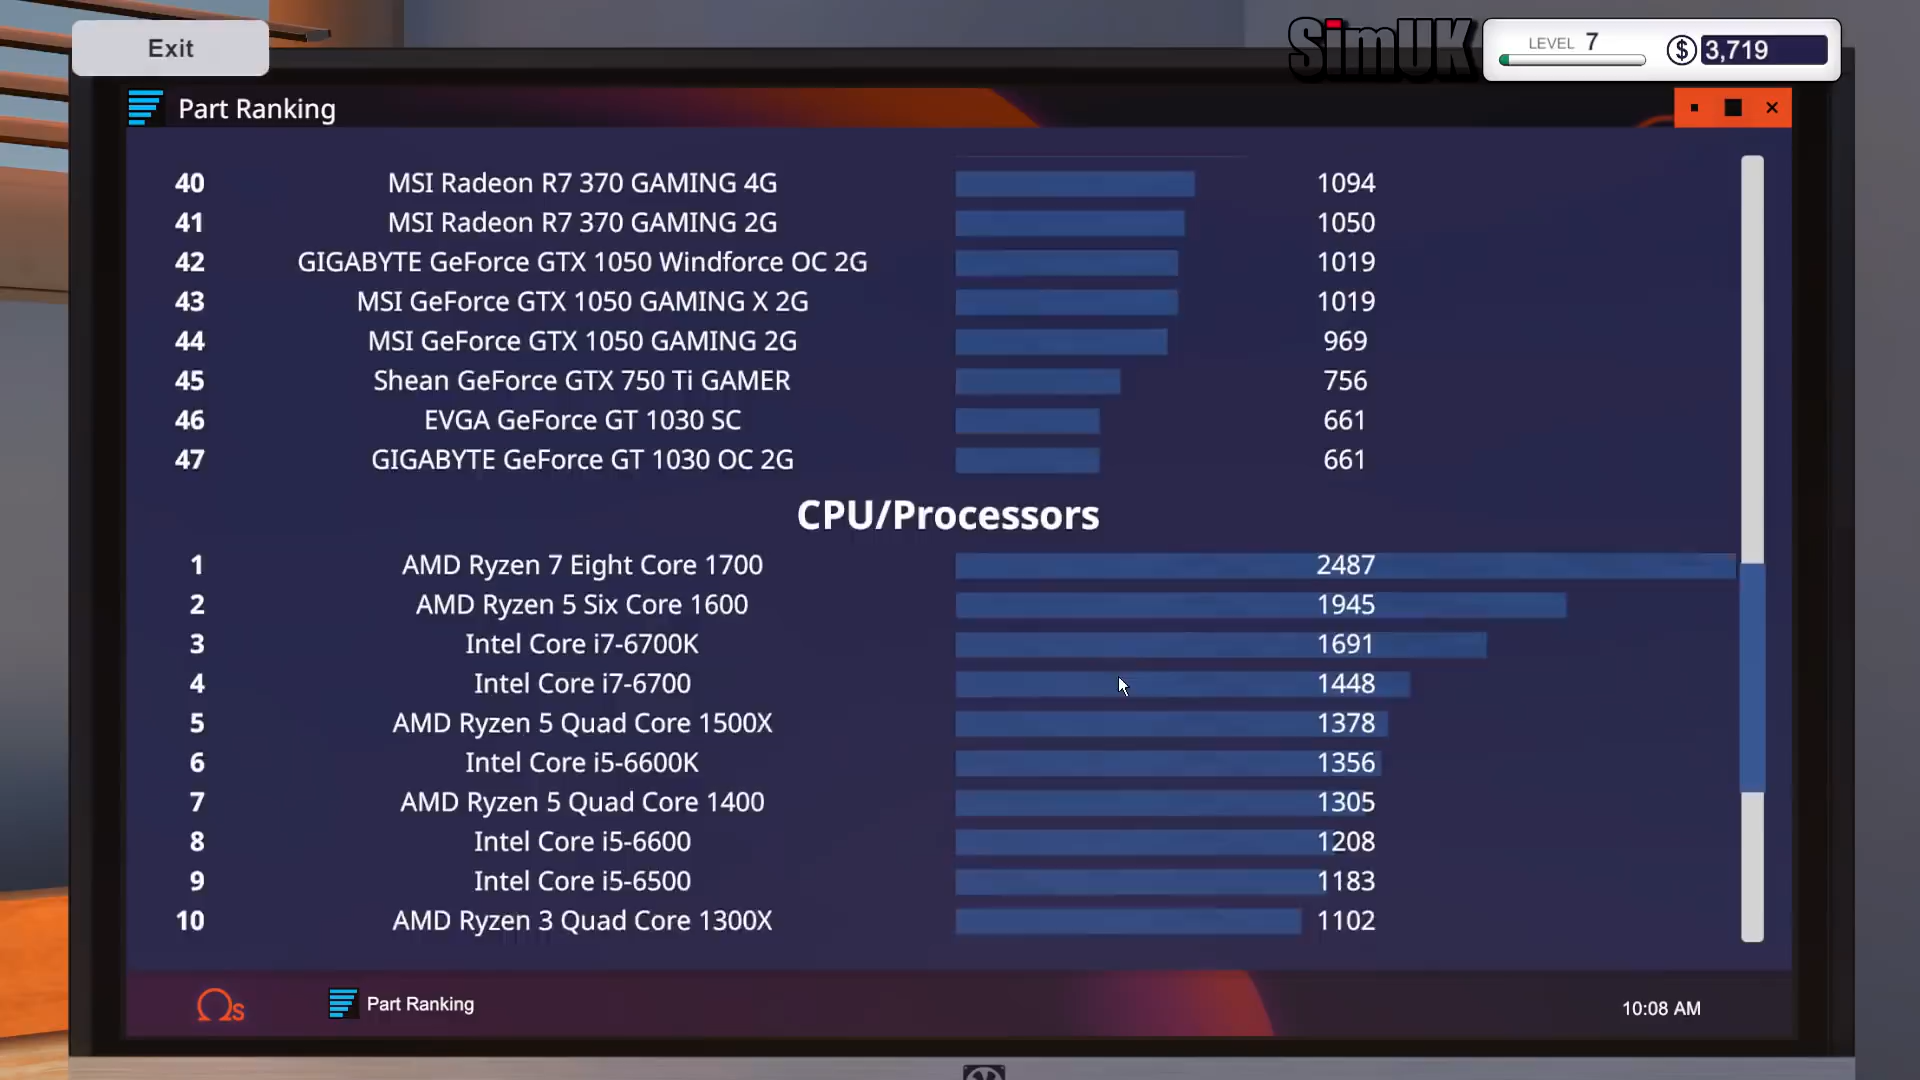 Exit
SimUK
LEVEL 7
$ 3,719
Part Ranking
40 MSI Radeon R7 370 GAMING 4G 1094
41 MSI Radeon R7 370 GAMING 2G 1050
42 GIGABYTE GeForce GTX 1050 Windforce OC 2G 1019
43 MSI GeForce GTX 1050 GAMING X 2G 1019
44 MSI GeForce GTX 1050 GAMING 2G 969
45 Shean GeForce GTX 750 Ti GAMER 756
46 EVGA GeForce GT 1030 SC 661
47 GIGABYTE GeForce GT 1030 OC 2G 661
CPU/Processors
1 AMD Ryzen 7 Eight Core 1700 2487
2 AMD Ryzen 5 Six Core 1600 1945
3 Intel Core i7-6700K 1691
4 Intel Core i7-6700 1448
5 AMD Ryzen 5 Quad Core 1500X 1378
6 Intel Core i5-6600K 1356
7 AMD Ryzen 5 Quad Core 1400 1305
8 Intel Core i5-6600 1208
9 Intel Core i5-6500 1183
10 AMD Ryzen 3 Quad Core 1300X 1102
Ωs
Part Ranking
10:08 AM